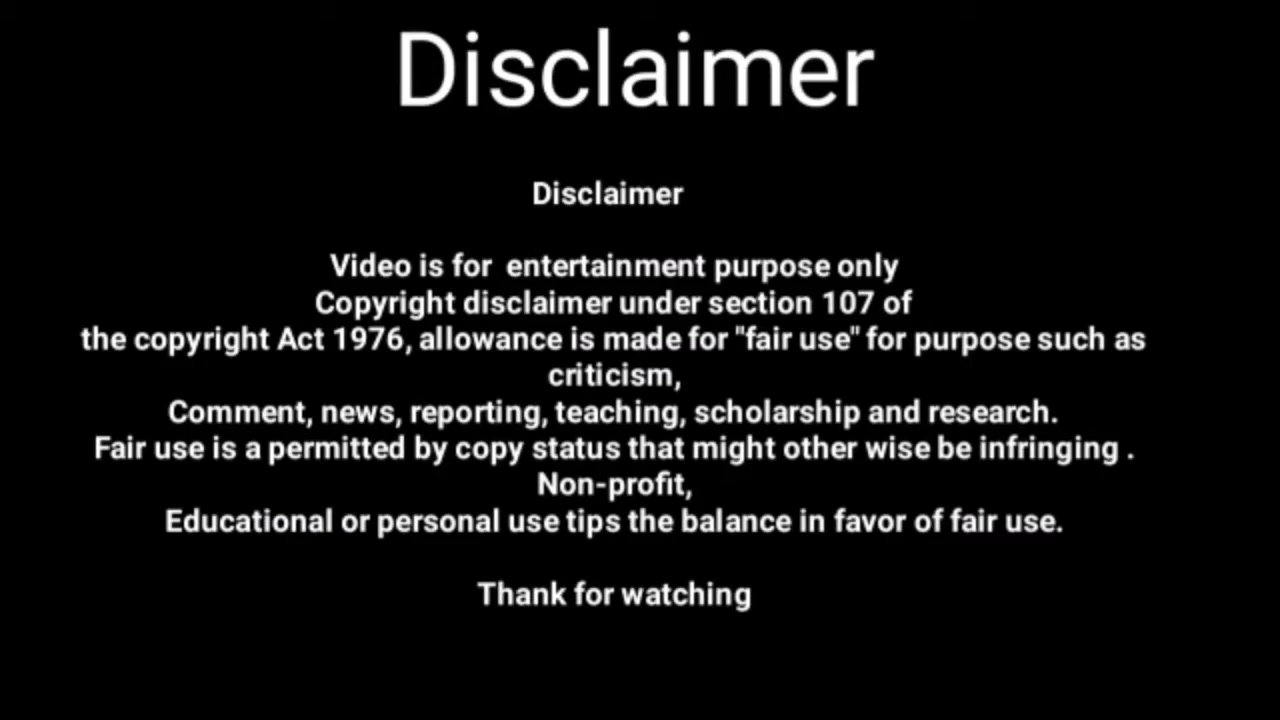 Disclaimer
Disclaimer
Video is for  entertainment purpose only
Copyright disclaimer under section 107 of
the copyright Act 1976, allowance is made for "fair use" for purpose such as
criticism,
Comment, news, reporting, teaching, scholarship and research.
Fair use is a permitted by copy status that might other wise be infringing .
Non-profit,
Educational or personal use tips the balance in favor of fair use.
Thank for watching